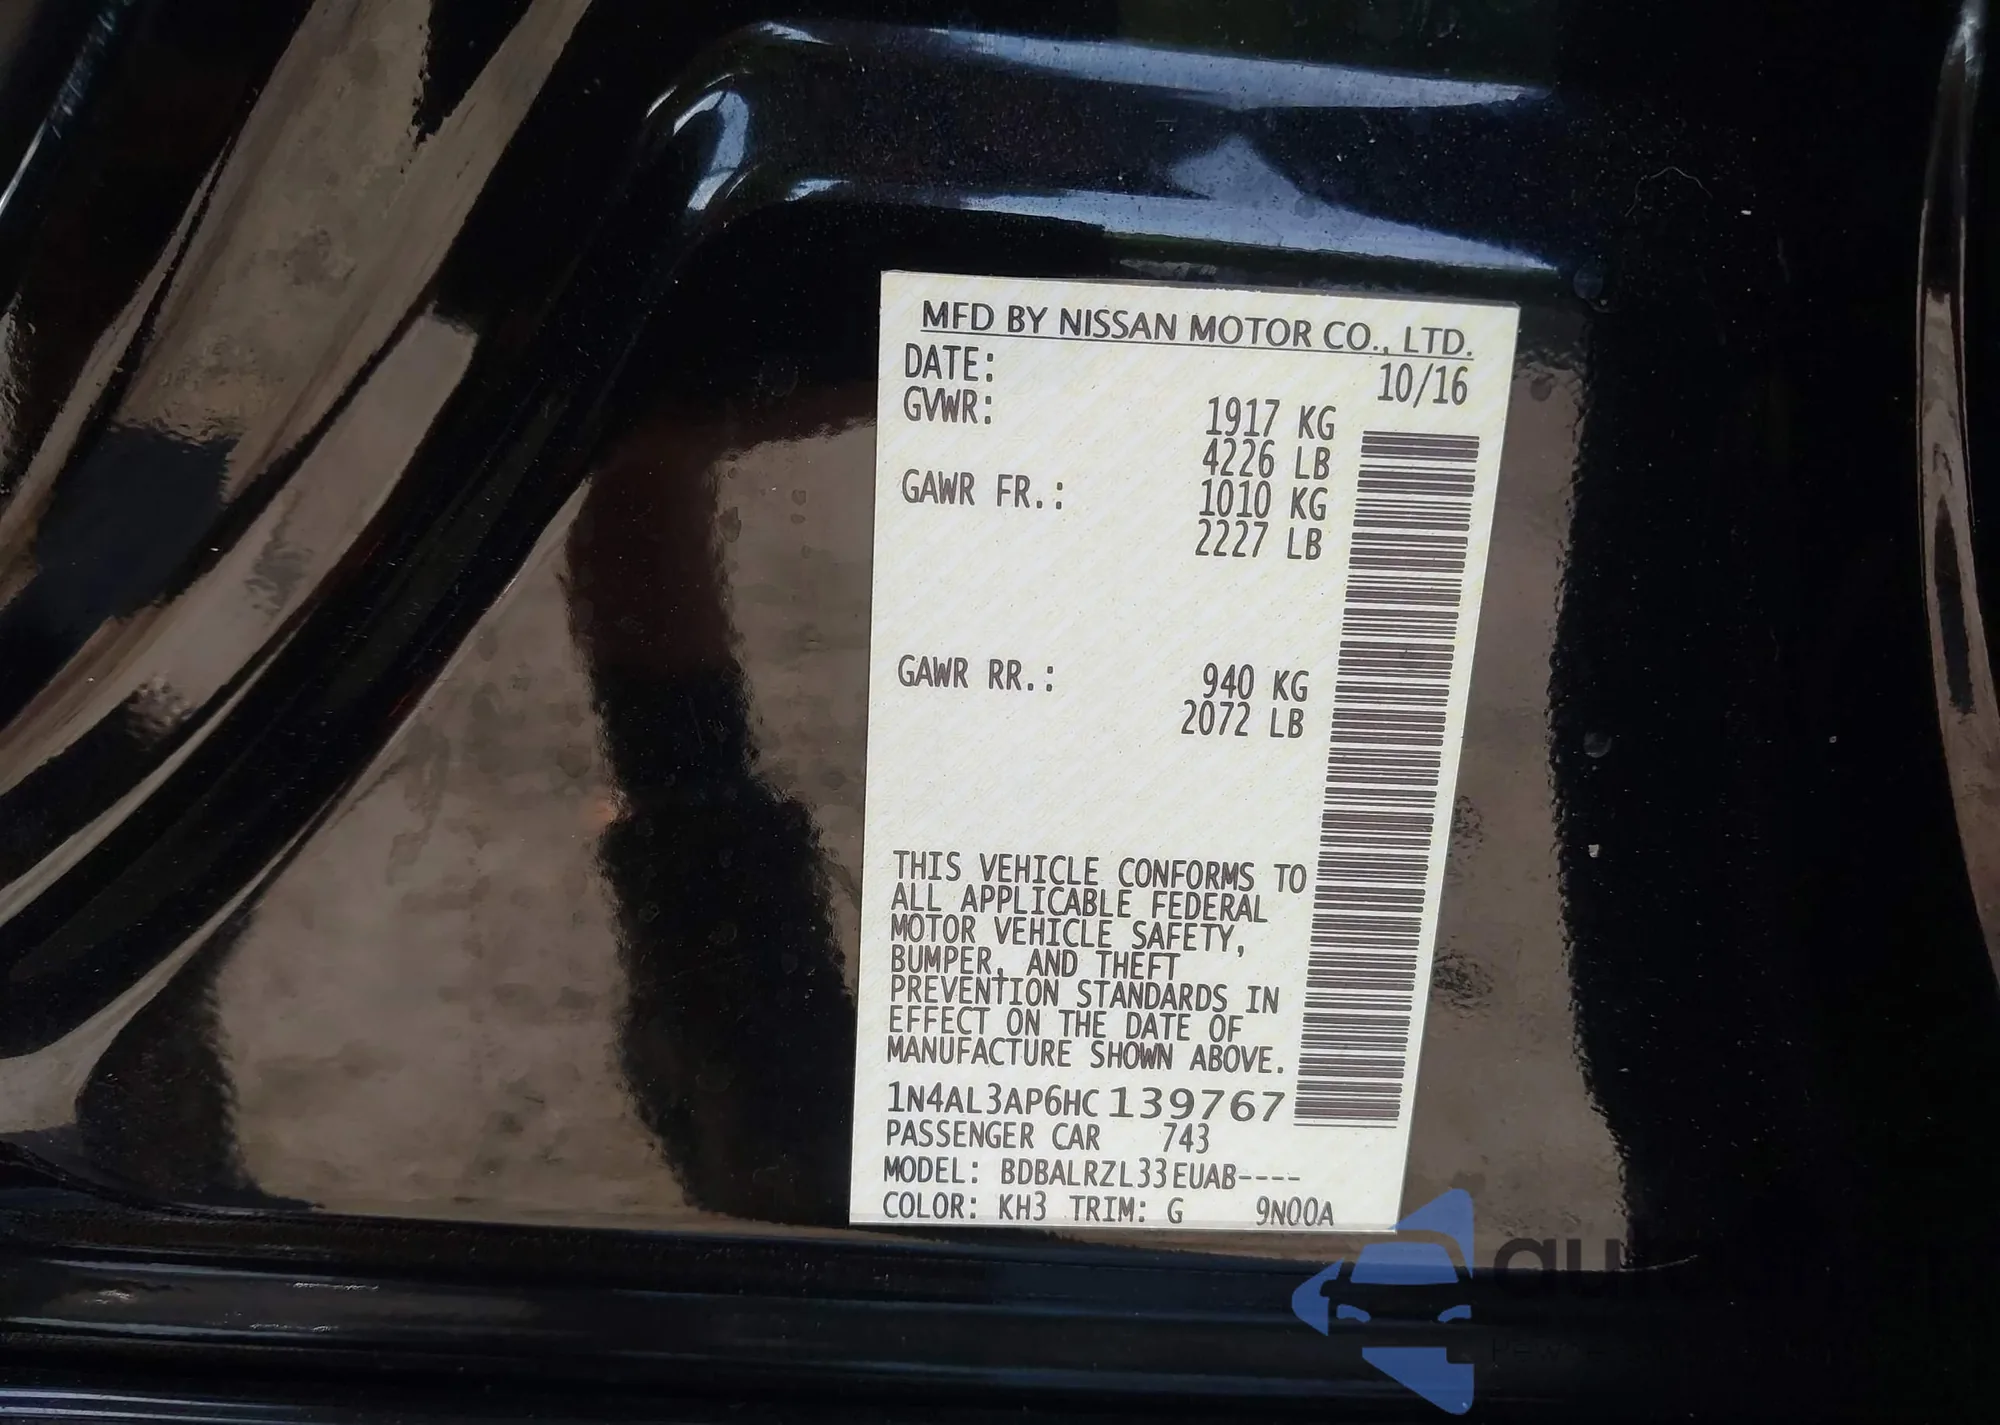 MFD BY NISSAN MOTOR CO., LTD.
DATE: 10/16
GVWR: 1917 KG
4226 LB
GAWR FR.: 1010 KG
2227 LB
GAWR RR.: 940 KG
2072 LB
THIS VEHICLE CONFORMS TO
ALL APPLICABLE FEDERAL
MOTOR VEHICLE SAFETY,
BUMPER, AND THEFT
PREVENTION STANDARDS IN
EFFECT ON THE DATE OF
MANUFACTURE SHOWN ABOVE.
1N4AL3AP6HC139767
PASSENGER CAR 743
MODEL: BDBALRZL33EUAB----
COLOR: KH3 TRIM: G 9N00A